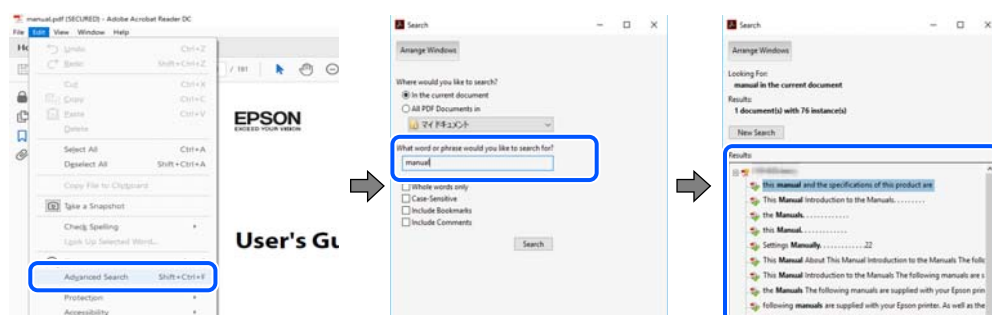 manual.pdf (SECURED) - Adobe Acrobat Reader DC
File Edit View Window Help
Undo Ctrl+Z
Redo Shift+Ctrl+Z
Cut Ctrl+X
Copy Ctrl+C
Paste Ctrl+V
Delete
Select All Ctrl+A
Deselect All Shift+Ctrl+A
Copy File to Clipboard
Take a Snapshot
Check Spelling
Look Up Selected Word...
Advanced Search Shift+Ctrl+F
Protection
Accessibility
/ 181
EPSON
EXCEED YOUR VISION
User's Gu
Search
Arrange Windows
Where would you like to search?
In the current document
All PDF Documents in
マイドキュメント
What word or phrase would you like to search for?
manual
Whole words only
Case-Sensitive
Include Bookmarks
Include Comments
Search
Search
Arrange Windows
Looking For:
manual in the current document
Results:
1 document(s) with 76 instance(s)
New Search
Results:
this manual and the specifications of this product are
This Manual Introduction to the Manuals. . . . . . . .
the Manuals. . . . . . . . . . . .
this Manual. . . . . . . . . . . .
Settings Manually. . . . . . . . . . . .22
This Manual About This Manual Introduction to the Manuals The follo
This Manual Introduction to the Manuals The following manuals are s
the Manuals The following manuals are supplied with your Epson prin
following manuals are supplied with your Epson printer. As well as the